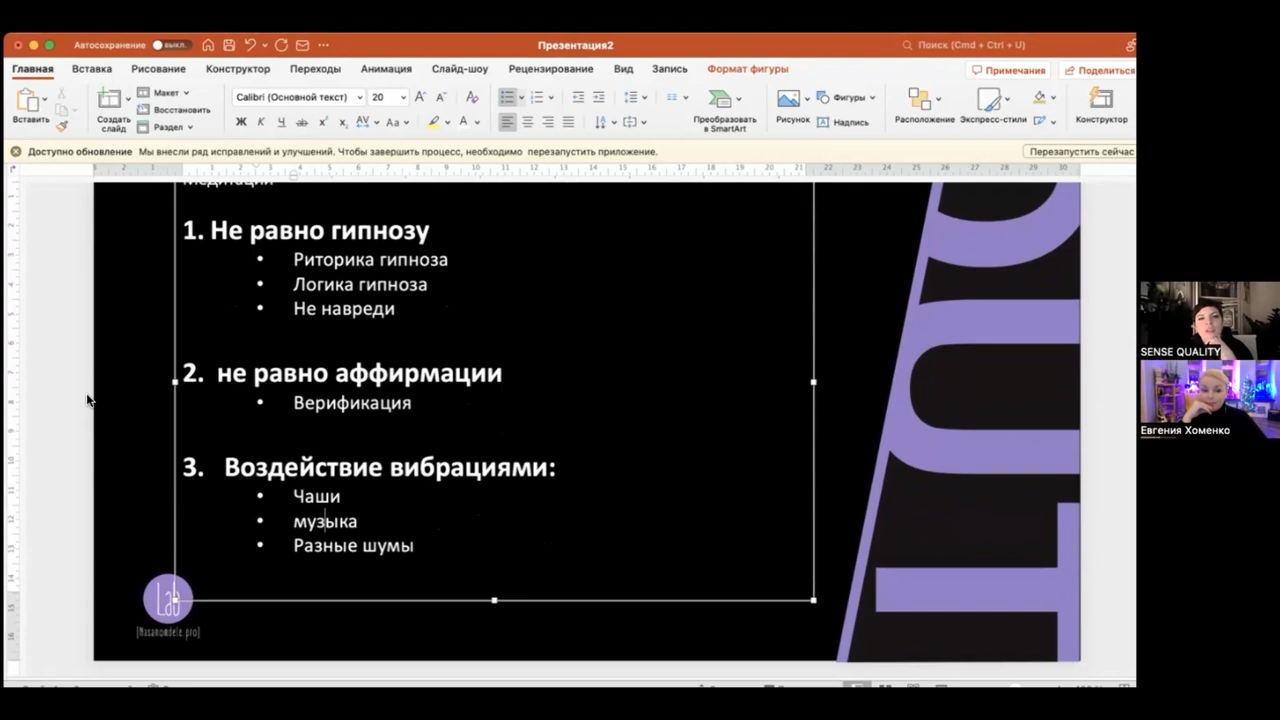 Автосохранение ВЫКЛ. Презентация2 Поиск (Cmd + Ctrl + U)
Главная Вставка Рисование Конструктор Переходы Анимация Слайд-шоу Рецензирование Вид Запись Формат фигуры Примечания Поделиться
Вставить Создать слайд Макет Восстановить Раздел Calibri (Основной текст) 20 Преобразовать в SmartArt Рисунок Фигуры Надпись Расположение Экспресс-стили Конструктор
Доступно обновление Мы внесли ряд исправлений и улучшений. Чтобы завершить процесс, необходимо перезапустить приложение. Перезапустить сейчас
Медитация
1. Не равно гипнозу
• Риторика гипноза
• Логика гипноза
• Не навреди
2. не равно аффирмации
• Верификация
3. Воздействие вибрациями:
• Чаши
• музыка
• Разные шумы
Lab
[Nasanomdele.pro]
SENSE QUALITY
Евгения Хоменко